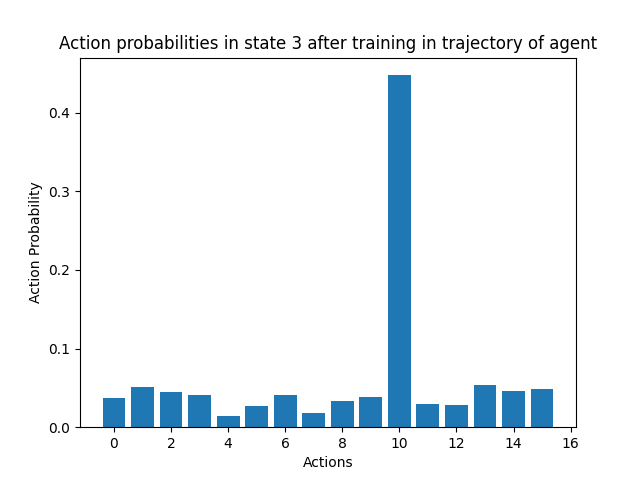 Action probabilities in state 3 after training in trajectory of agent
0.4
0.3
0.2
0.1
0.0
Action Probability
0 2 4 6 8 10 12 14 16
Actions